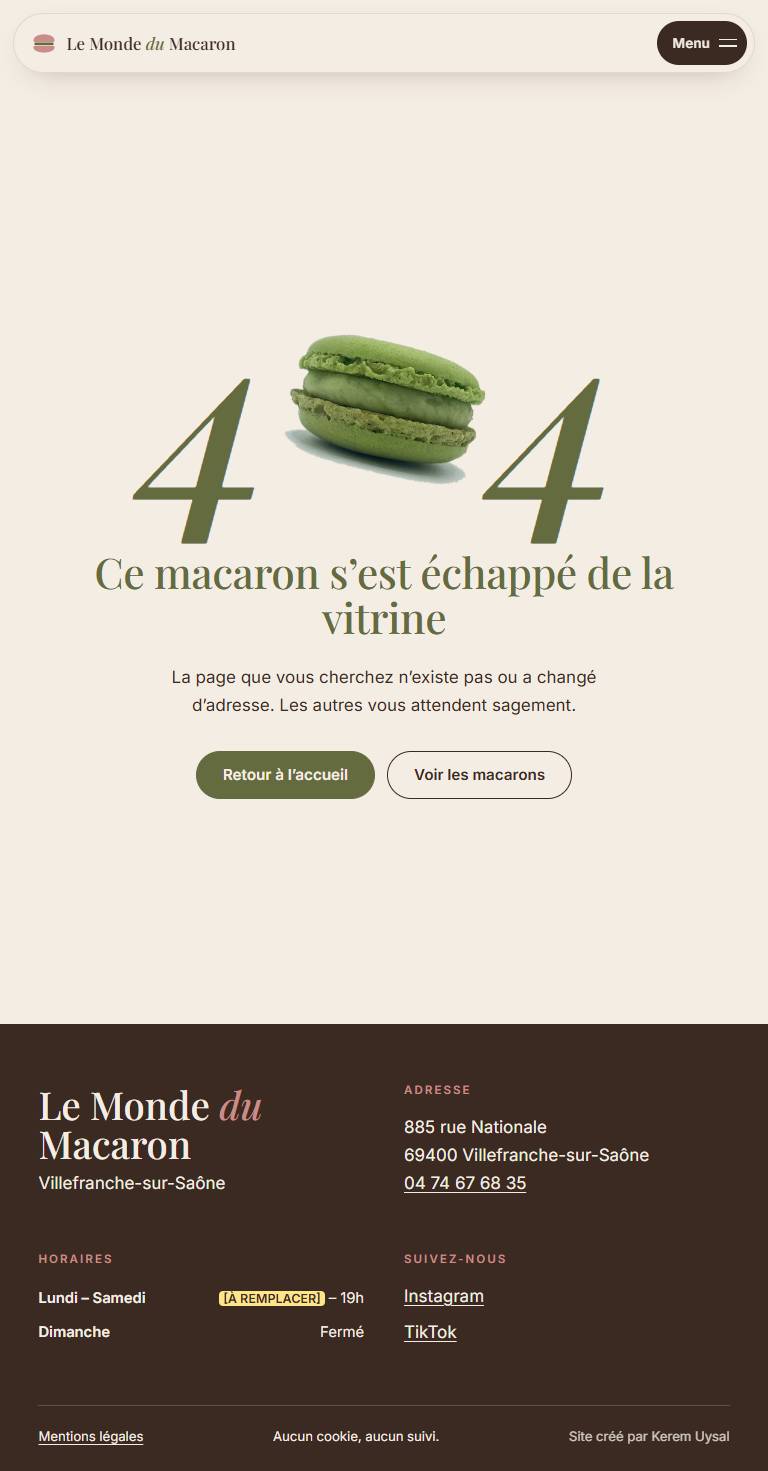 Le Monde du Macaron
Menu
4 4
Ce macaron s’est échappé de la
vitrine
La page que vous cherchez n’existe pas ou a changé
d’adresse. Les autres vous attendent sagement.
Retour à l’accueil
Voir les macarons
Le Monde du
Macaron
Villefranche-sur-Saône
ADRESSE
885 rue Nationale
69400 Villefranche-sur-Saône
04 74 67 68 35
HORAIRES
Lundi – Samedi [À REMPLACER] – 19h
Dimanche Fermé
SUIVEZ-NOUS
Instagram
TikTok
Mentions légales
Aucun cookie, aucun suivi.
Site créé par Kerem Uysal